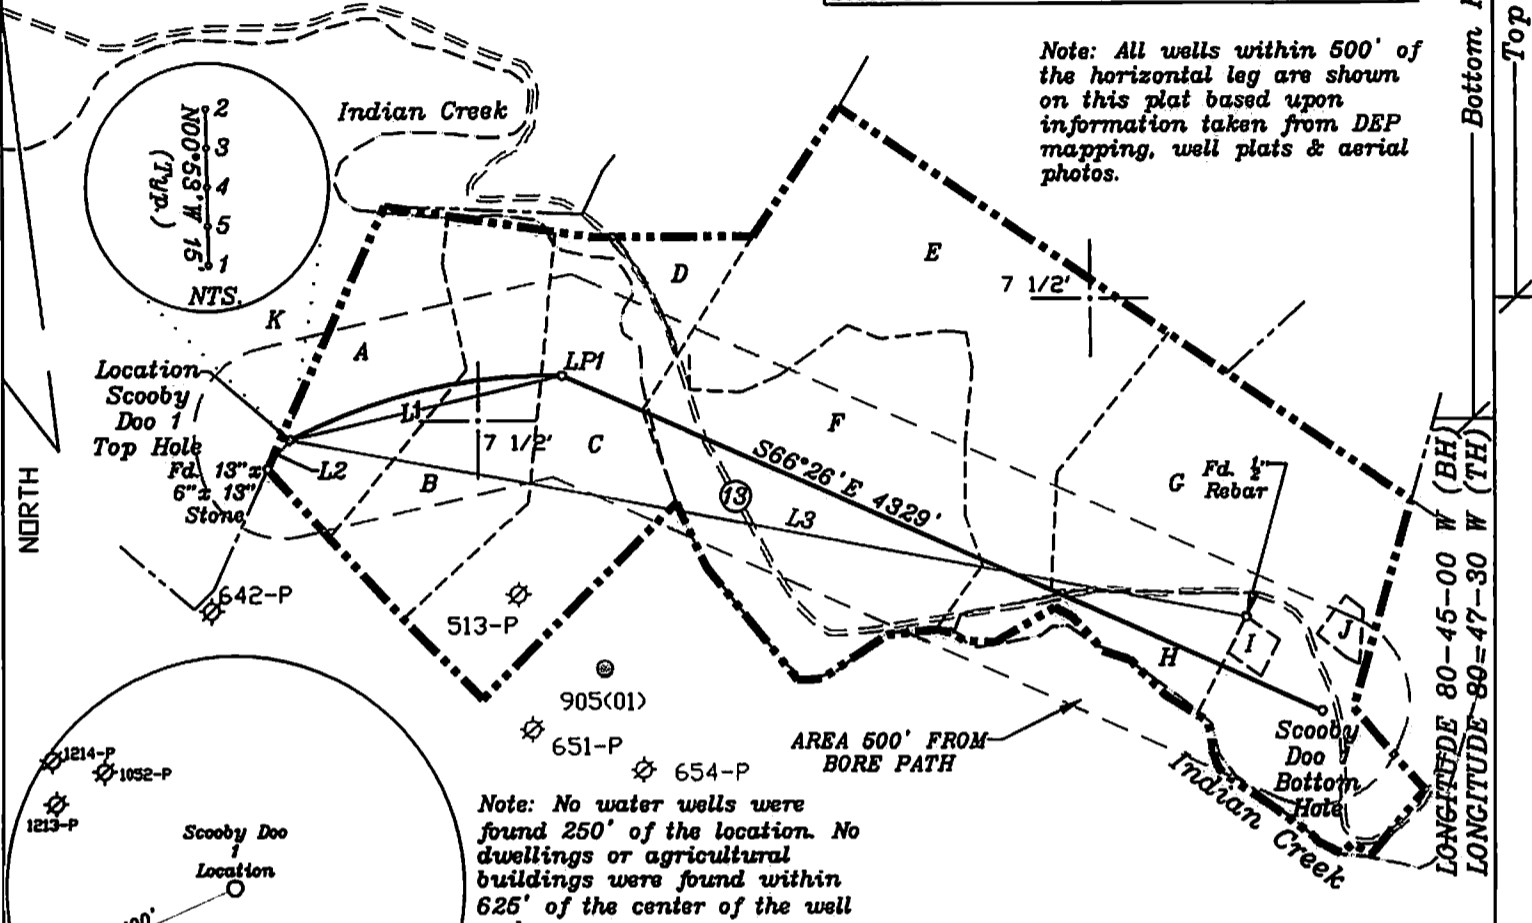 Note: All wells within 500' of
the horizontal leg are shown
on this plat based upon
information taken from DEP
mapping, well plats & aerial
photos.
Bottom
Top
Indian Creek
2
3
4
5
1
N00°53'W 15'
(Typ.)
NTS.
K
A
D
E
7 1/2'
Location
Scooby
Doo 1
Top Hole
LP1
L1
7 1/2'
C
F
L2
B
Fd. 13"x
6"x 13"
Stone
S66°26'E 4329'
13
L3
G
Fd. 1/2"
Rebar
NORTH
642-P
513-P
905(01)
651-P
654-P
AREA 500' FROM
BORE PATH
H
I
J
Scooby
Doo
Bottom
Hole
Indian Creek
LONGITUDE 80-45-00 W (BH)
LONGITUDE 80=47-30 W (TH)
1214-P
1052-P
1213-P
Scooby Doo
1
Location
Note: No water wells were
found 250' of the location. No
dwellings or agricultural
buildings were found within
625' of the center of the well